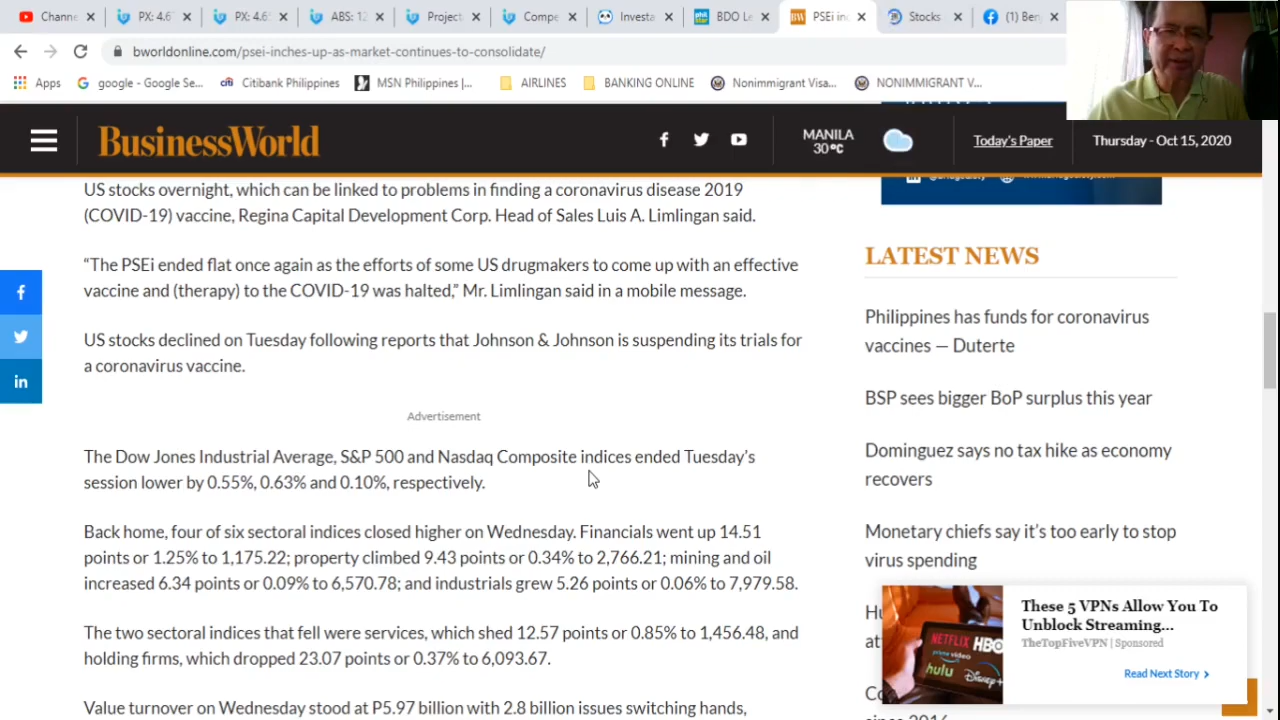 Channe
PX: 4.6
PX: 4.6
ABS: 12
Project
Compe
Investa
BDO Le
PSEi in
Stocks
(1) Ben
bworldonline.com/psei-inches-up-as-market-continues-to-consolidate/
Apps
google - Google Se...
Citibank Philippines
MSN Philippines |...
AIRLINES
BANKING ONLINE
Nonimmigrant Visa...
NONIMMIGRANT V...
BusinessWorld
MANILA
30°C
Today's Paper
Thursday - Oct 15, 2020
US stocks overnight, which can be linked to problems in finding a coronavirus disease 2019
(COVID-19) vaccine, Regina Capital Development Corp. Head of Sales Luis A. Limlingan said.
“The PSEi ended flat once again as the efforts of some US drugmakers to come up with an effective
vaccine and (therapy) to the COVID-19 was halted,” Mr. Limlingan said in a mobile message.
US stocks declined on Tuesday following reports that Johnson & Johnson is suspending its trials for
a coronavirus vaccine.
Advertisement
The Dow Jones Industrial Average, S&P 500 and Nasdaq Composite indices ended Tuesday’s
session lower by 0.55%, 0.63% and 0.10%, respectively.
Back home, four of six sectoral indices closed higher on Wednesday. Financials went up 14.51
points or 1.25% to 1,175.22; property climbed 9.43 points or 0.34% to 2,766.21; mining and oil
increased 6.34 points or 0.09% to 6,570.78; and industrials grew 5.26 points or 0.06% to 7,979.58.
The two sectoral indices that fell were services, which shed 12.57 points or 0.85% to 1,456.48, and
holding firms, which dropped 23.07 points or 0.37% to 6,093.67.
Value turnover on Wednesday stood at P5.97 billion with 2.8 billion issues switching hands,
LATEST NEWS
Philippines has funds for coronavirus
vaccines — Duterte
BSP sees bigger BoP surplus this year
Dominguez says no tax hike as economy
recovers
Monetary chiefs say it’s too early to stop
virus spending
These 5 VPNs Allow You To
Unblock Streaming...
TheTopFiveVPN | Sponsored
Read Next Story
NETFLIX HBO
prime video
hulu Disney+